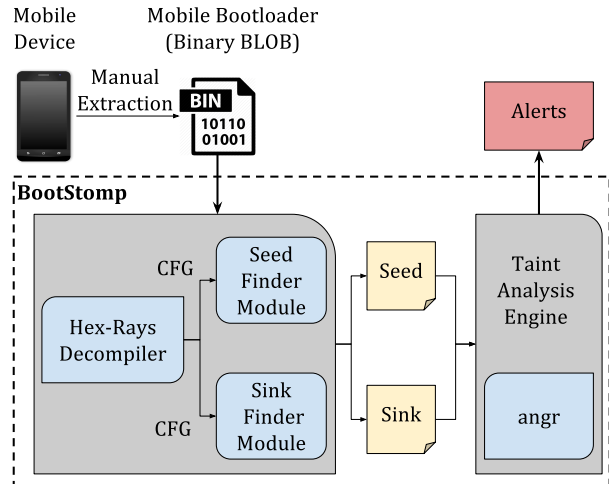 Mobile
Device
Mobile Bootloader
(Binary BLOB)
Manual
Extraction
BIN
10110
01001
Alerts
BootStomp
CFG
Seed
Finder
Module
Hex-Rays
Decompiler
CFG
Sink
Finder
Module
Seed
Sink
Taint
Analysis
Engine
angr